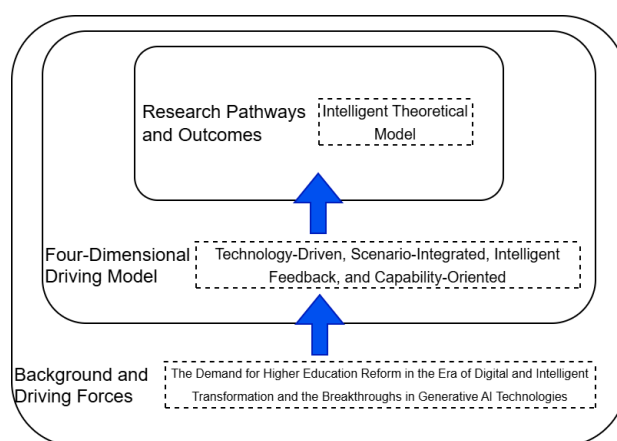 Research Pathways
and Outcomes
Intelligent Theoretical
Model
Four-Dimensional
Driving Model
Technology-Driven, Scenario-Integrated, Intelligent
Feedback, and Capability-Oriented
Background and
Driving Forces
The Demand for Higher Education Reform in the Era of Digital and Intelligent
Transformation and the Breakthroughs in Generative AI Technologies